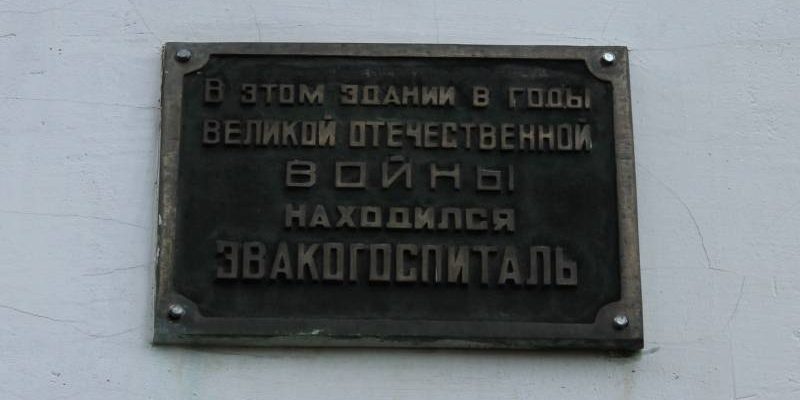 В ЭТОМ ЗДАНИИ В ГОДЫ
ВЕЛИКОЙ ОТЕЧЕСТВЕННОЙ
ВОЙНЫ
НАХОДИЛСЯ
ЭВАКОГОСПИТАЛЬ